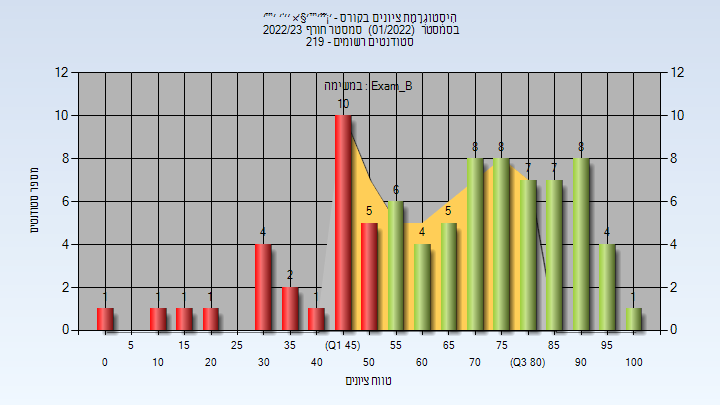 היסטוגרמת ציונים בקורס -
בסמסטר (01/2022) סמסטר חורף 2022/23
סטודנטים רשומים - 219
במשימה : Exam_B
מספר סטודנטים
12 12
10 10
8 8
6 6
4 4
2 2
0 0
1 1 1 1 4 2 1 10 5 6 4 5 8 8 7 7 8 4 1
5 15 25 35 (Q1 45) 55 65 75 85 95
0 10 20 30 40 50 60 70 (Q3 80) 90 100
טווח ציונים